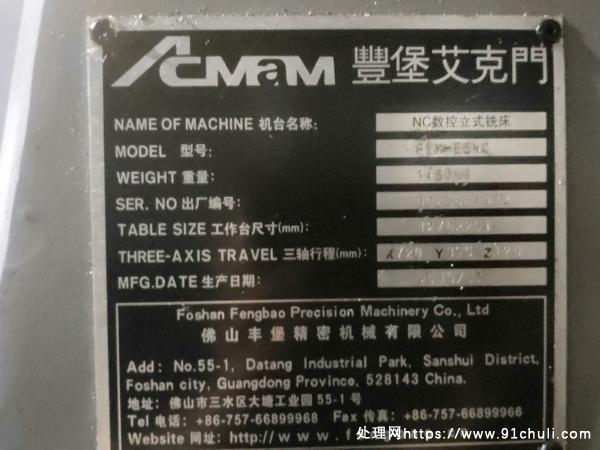 ACMaM 豐堡艾克門
NAME OF MACHINE 机台名称: NC数控立式铣床
MODEL 型号:
WEIGHT 重量:
SER. NO 出厂编号:
TABLE SIZE 工作台尺寸(mm):
THREE-AXIS TRAVEL 三轴行程(mm): X Y Z
MFG.DATE 生产日期:
Foshan Fengbao Precision Machinery Co., Ltd
佛山丰堡精密机械有限公司
Add: No.55-1, Datang Industrial Park, Sanshui District,
Foshan city, Guangdong Province, 528143 China.
地址: 佛山市三水区大塘工业园55-1号
Tel 电话: +86-757-66899968 Fax 传真: +86-757-66899966
Website 网址: http://www.f
处理网https://www.91chuli.com